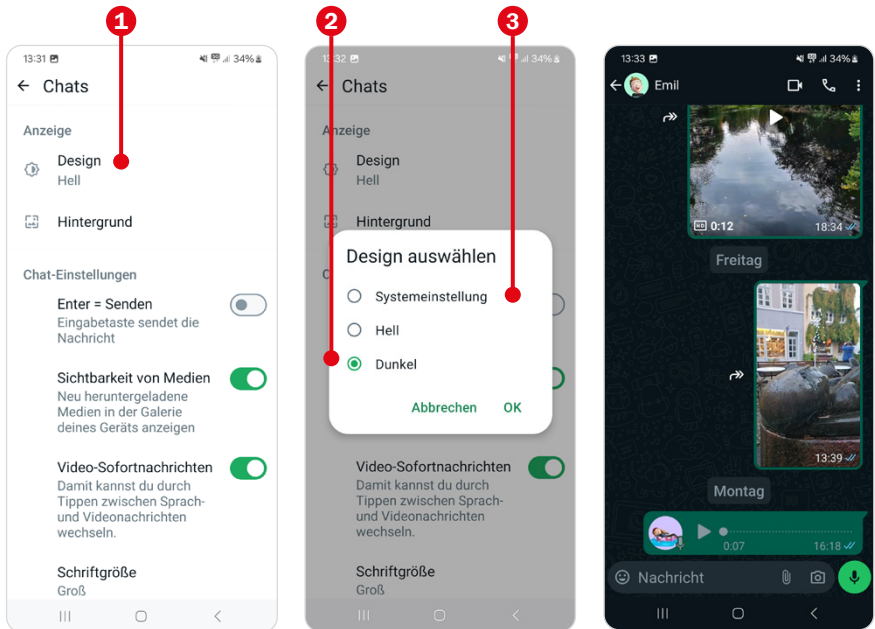 1
2
3
13:31
34%
Chats
Anzeige
Design
Hell
Hintergrund
Chat-Einstellungen
Enter = Senden
Eingabetaste sendet die
Nachricht
Sichtbarkeit von Medien
Neu heruntergeladene
Medien in der Galerie
deines Geräts anzeigen
Video-Sofortnachrichten
Damit kannst du durch
Tippen zwischen Sprach-
und Videonachrichten
wechseln.
Schriftgröße
Groß
13:32
34%
Chats
Anzeige
Design
Hell
Hintergrund
C
Design auswählen
Systemeinstellung
Hell
Dunkel
Abbrechen OK
Video-Sofortnachrichten
Damit kannst du durch
Tippen zwischen Sprach-
und Videonachrichten
wechseln.
Schriftgröße
Groß
13:33
34%
Emil
HD 0:12 18:34
Freitag
13:39
Montag
0:07 16:18
Nachricht